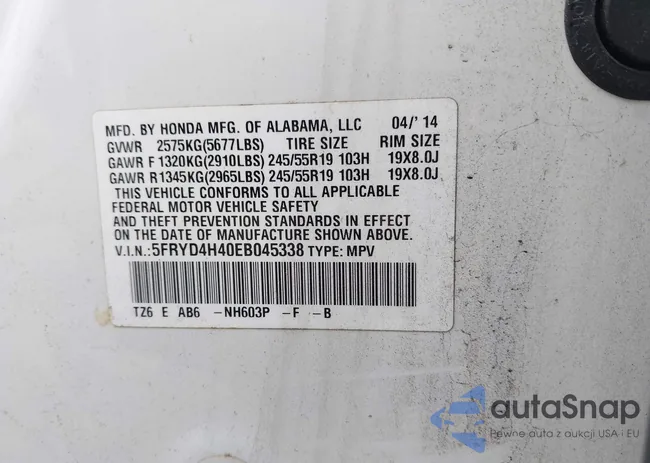 MFD. BY HONDA MFG. OF ALABAMA, LLC 04/'14
GVWR 2575KG(5677LBS) TIRE SIZE RIM SIZE
GAWR F 1320KG(2910LBS) 245/55R19 103H 19X8.0J
GAWR R 1345KG(2965LBS) 245/55R19 103H 19X8.0J
THIS VEHICLE CONFORMS TO ALL APPLICABLE
FEDERAL MOTOR VEHICLE SAFETY
AND THEFT PREVENTION STANDARDS IN EFFECT
ON THE DATE OF MANUFACTURE SHOWN ABOVE.
V.I.N.:5FRYD4H40EB045338 TYPE: MPV
TZ6 E AB6 -NH603P -F -B
autaSnap
Pewne auta z aukcji USA i EU